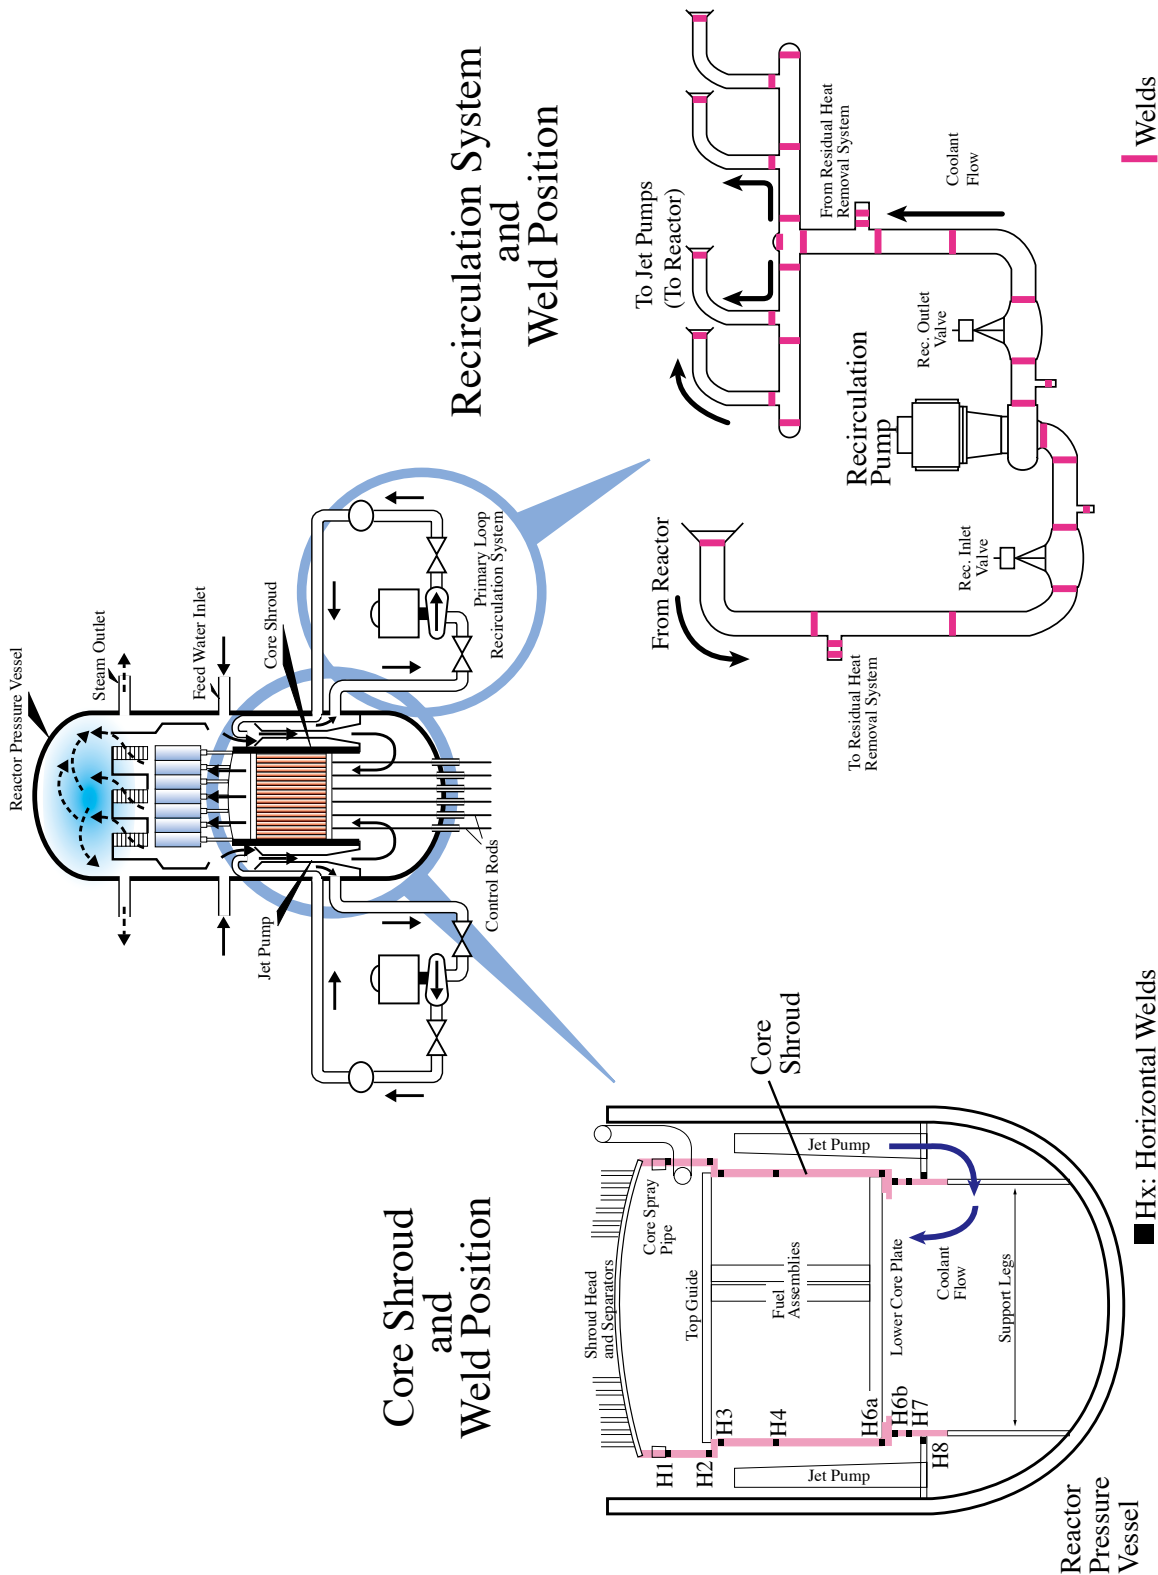 Reactor Pressure Vessel
Steam Outlet
Feed Water Inlet
Core Shroud
Jet Pump
Control Rods
Primary Loop
Recirculation System
Core Shroud
and
Weld Position
Shroud Head
and Separators
Core Spray
Pipe
Top Guide
Fuel
Assemblies
Lower Core Plate
Coolant
Flow
Support Legs
Jet Pump
Jet Pump
Core
Shroud
H1
H2
H3
H4
H6a
H6b
H7
H8
Reactor
Pressure
Vessel
Hx: Horizontal Welds
Recirculation System
and
Weld Position
To Jet Pumps
(To Reactor)
From Residual Heat
Removal System
Coolant
Flow
Rec. Outlet
Valve
Recirculation
Pump
From Reactor
Rec. Inlet
Valve
To Residual Heat
Removal System
Welds